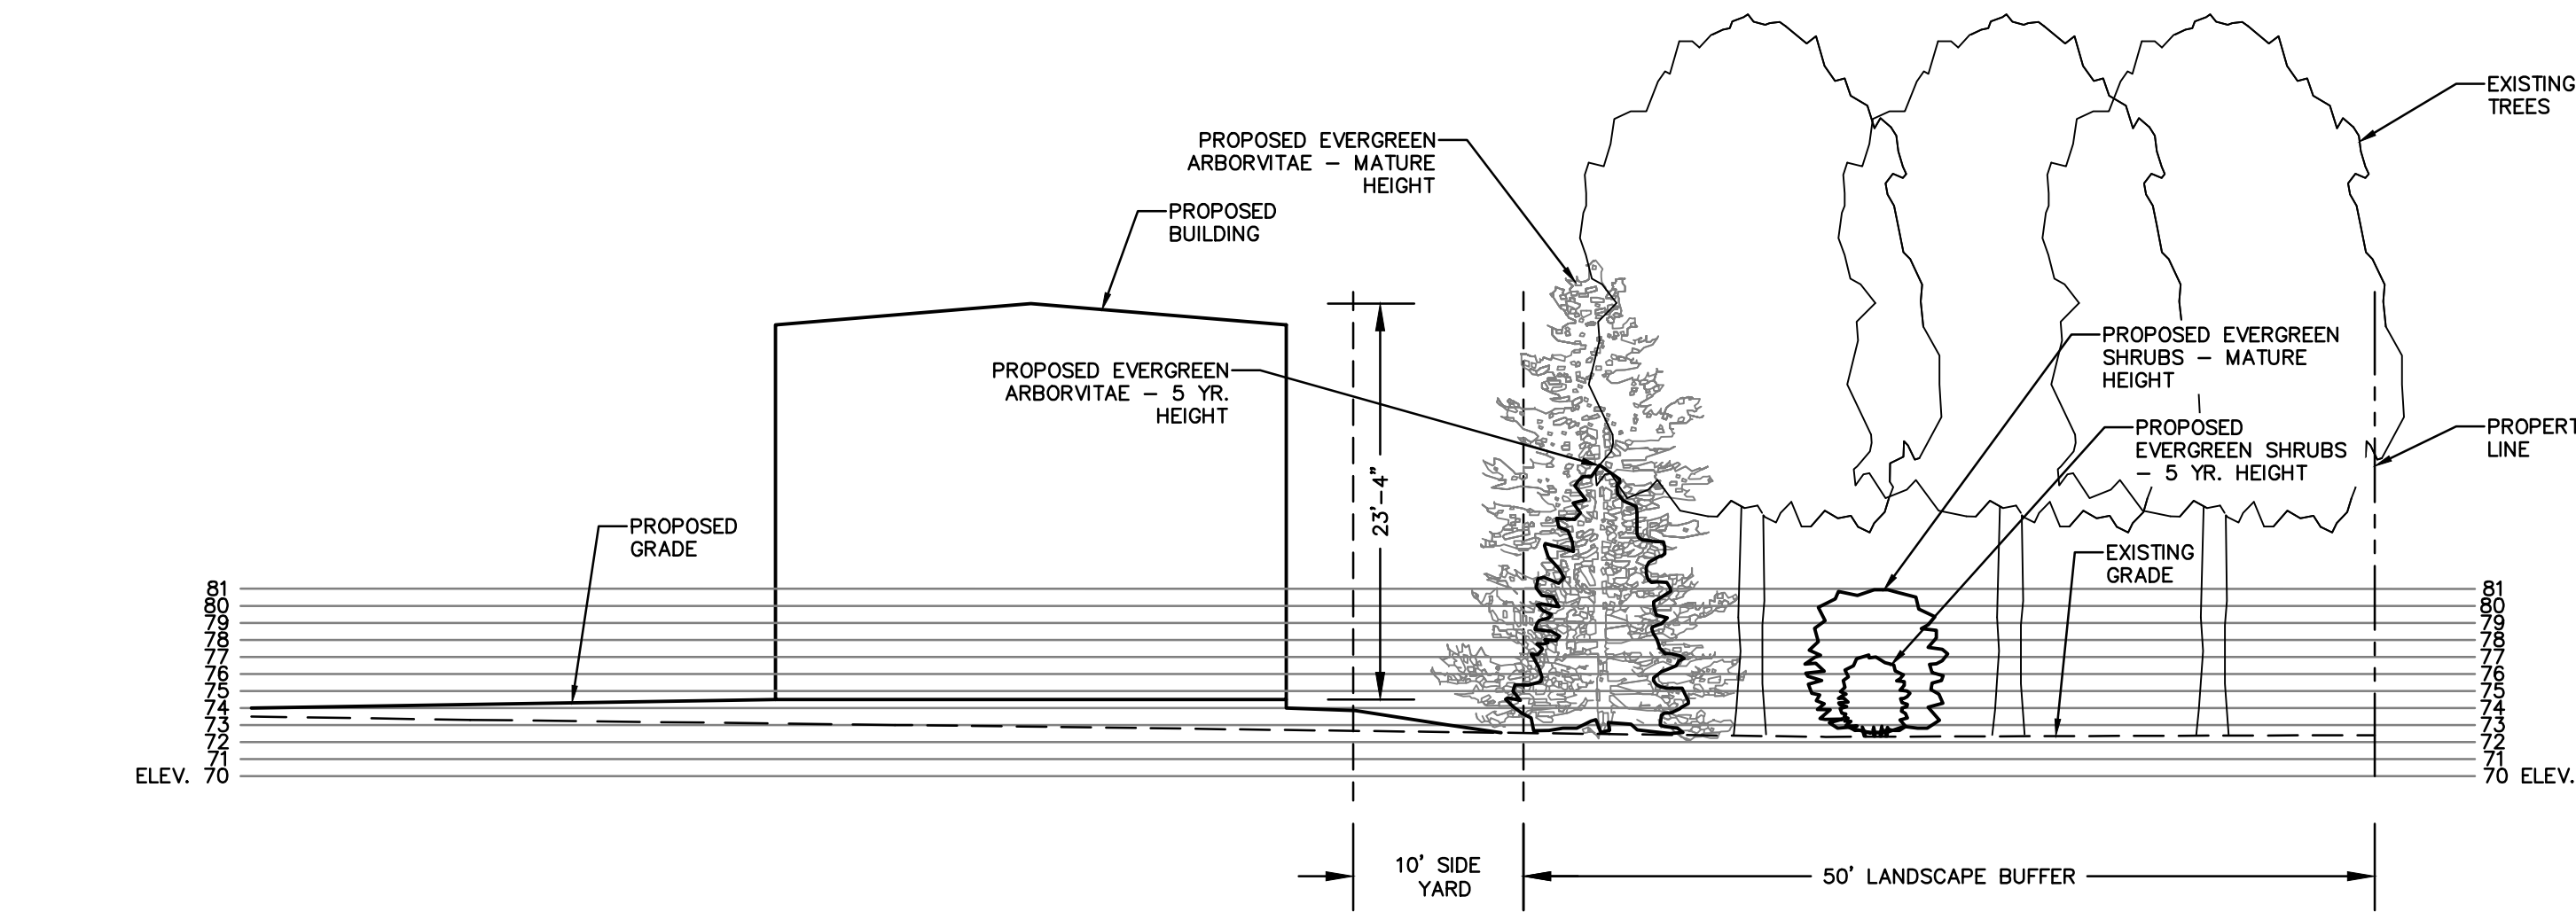 EXISTING
TREES
PROPOSED EVERGREEN
ARBORVITAE – MATURE
HEIGHT
PROPOSED
BUILDING
PROPOSED EVERGREEN
SHRUBS – MATURE
HEIGHT
PROPOSED EVERGREEN
ARBORVITAE – 5 YR.
HEIGHT
PROPOSED
EVERGREEN SHRUBS
– 5 YR. HEIGHT
PROPERT
LINE
23'-4"
PROPOSED
GRADE
EXISTING
GRADE
81
80
79
78
77
76
75
74
73
72
71
ELEV. 70
81
80
79
78
77
76
75
74
73
72
71
70 ELEV.
10' SIDE
YARD
50' LANDSCAPE BUFFER